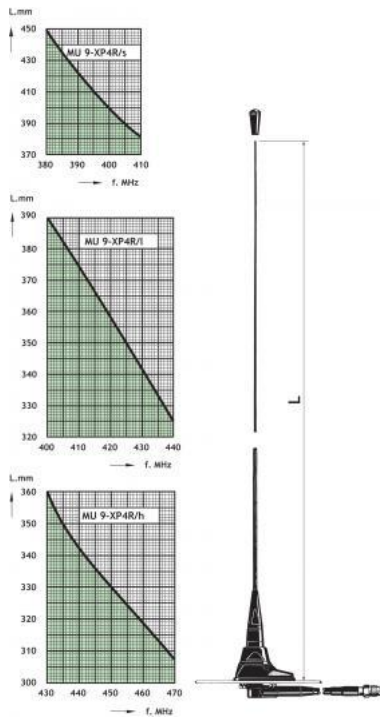 L.mm
450
MU 9-XP4R/s
430
410
390
370
380 390 400 410
f. MHz
L.mm
390
380
MU 9-XP4R/l
370
360
350
340
330
320
400 410 420 430 440
f. MHz
L.mm
360
350
MU 9-XP4R/h
340
330
320
310
300
430 440 450 460 470
f. MHz
L